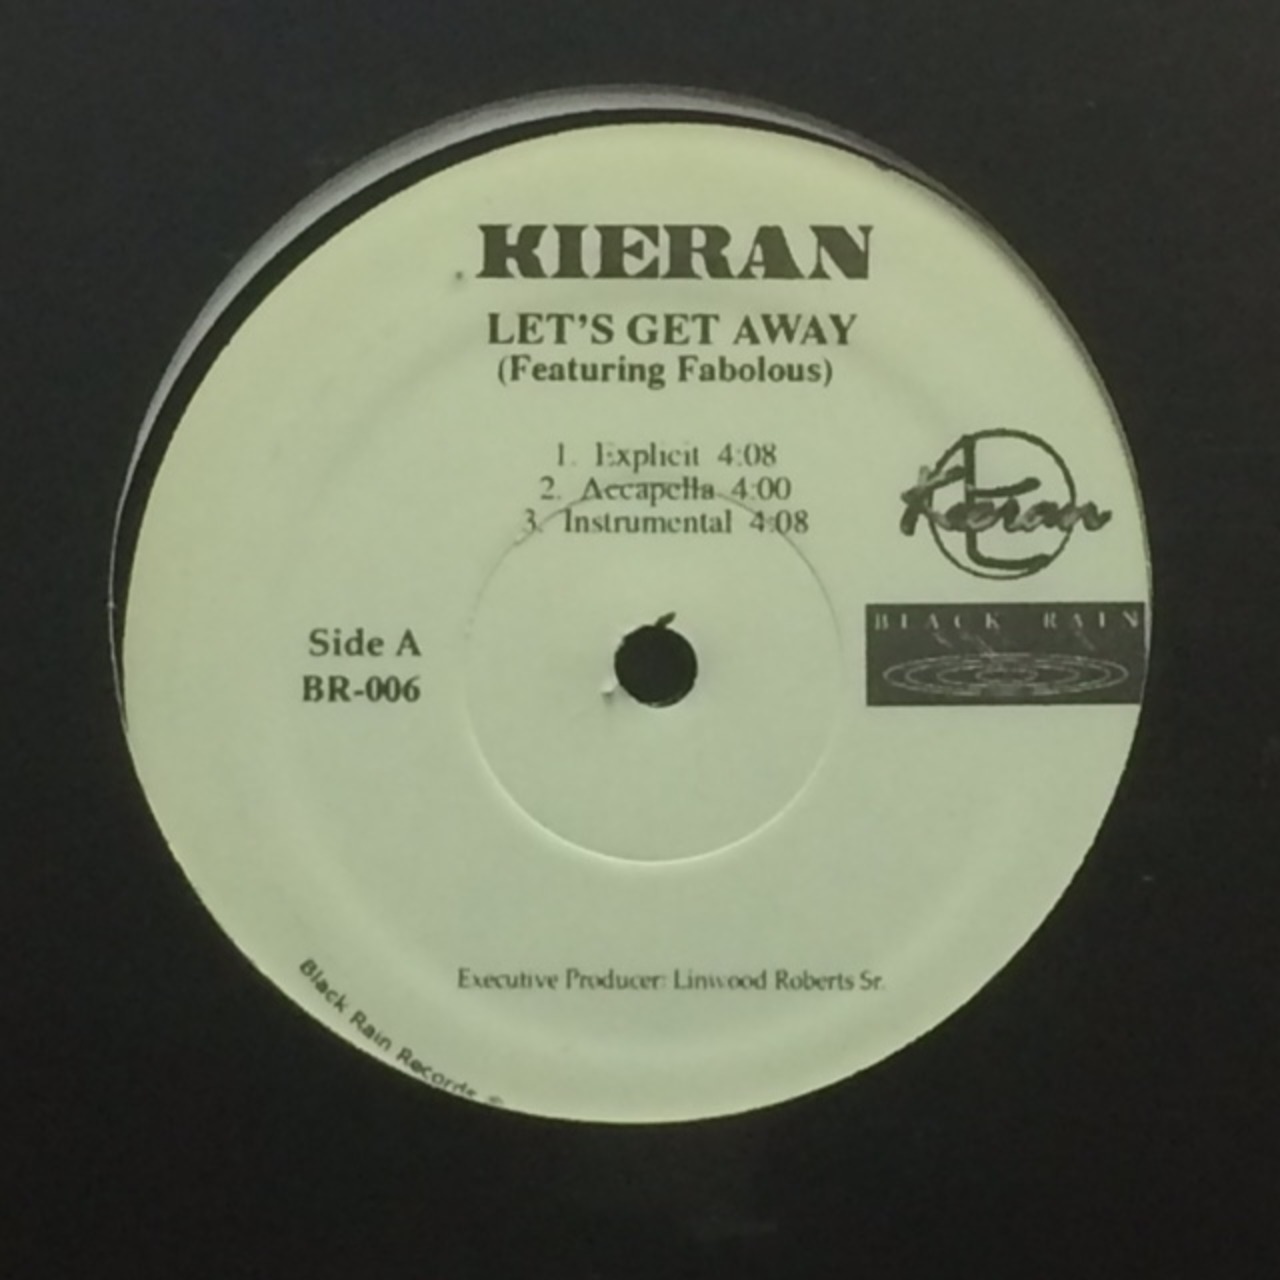 KIERAN
LET'S GET AWAY
(Featuring Fabolous)
1. Explicit 4:08
2. Accapella 4:00
3. Instrumental 4:08
Kieran
BLACK RAIN
Side A
BR-006
Executive Producer: Linwood Roberts Sr.
Black Rain Records